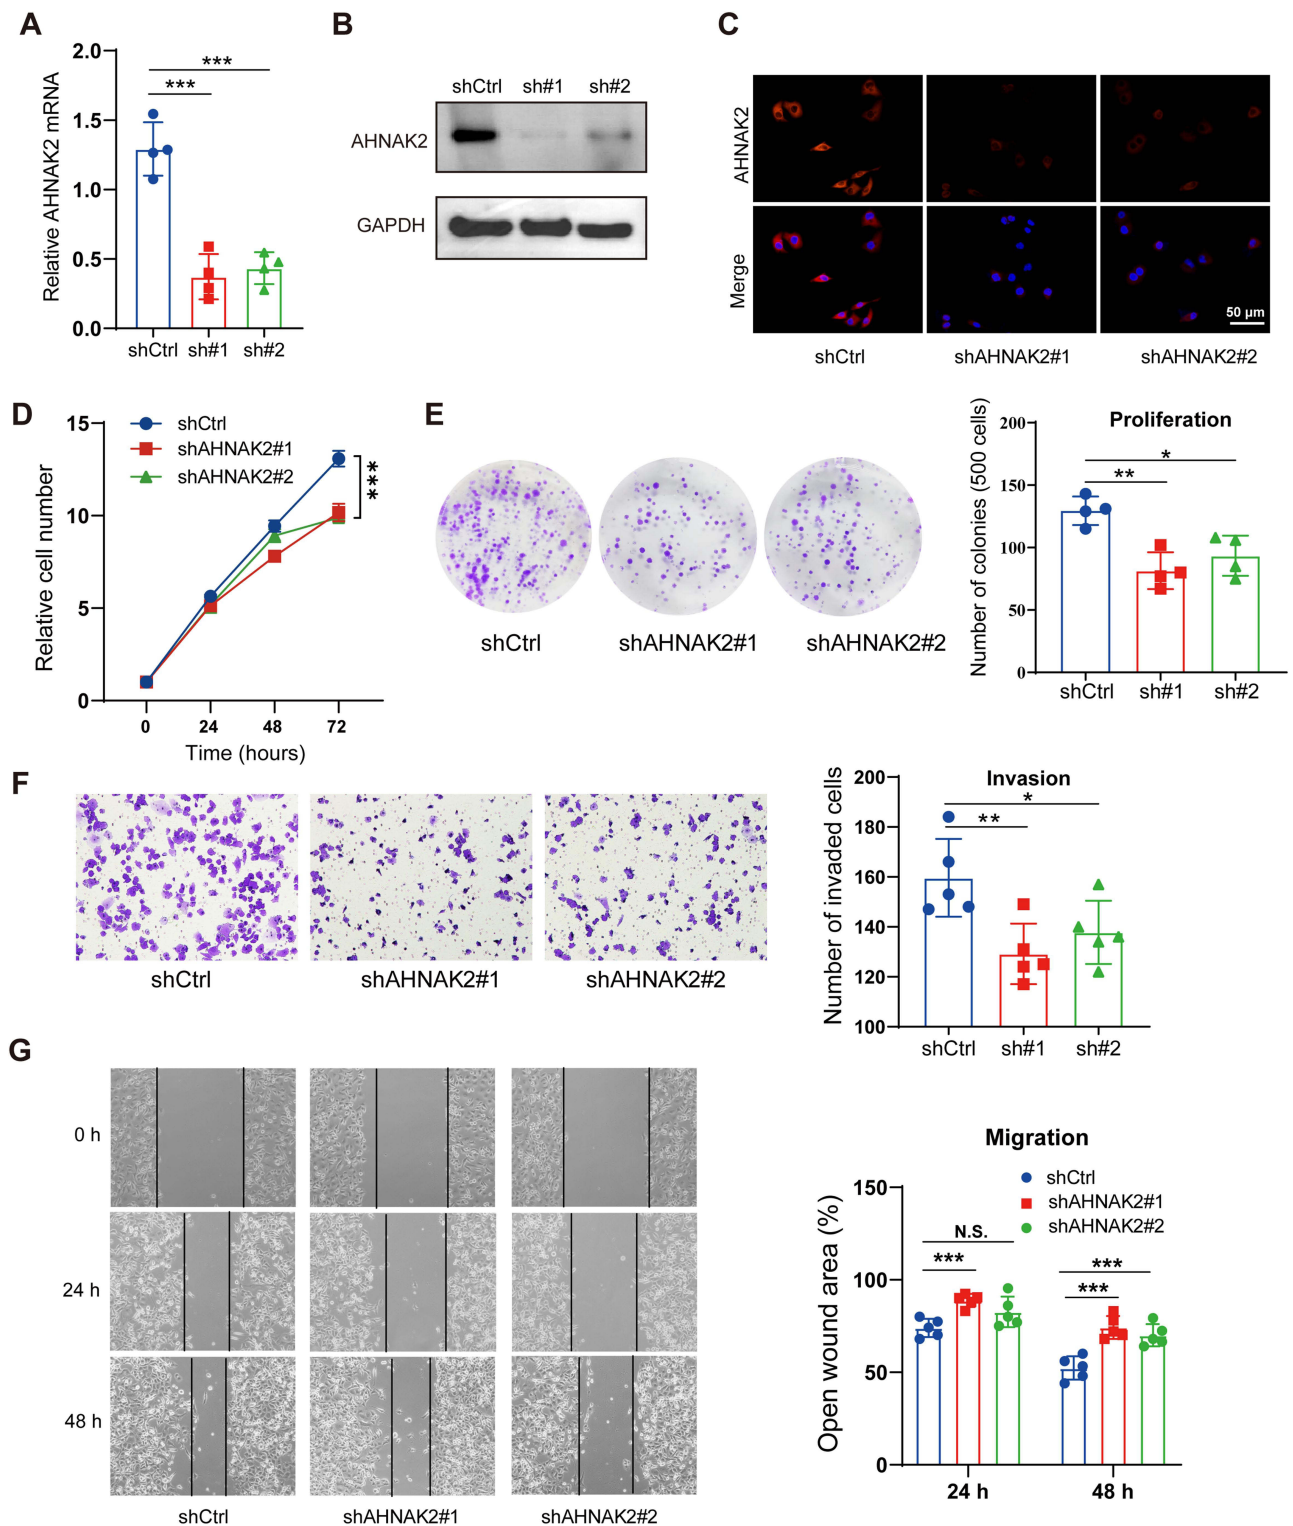 A
Relative AHNAK2 mRNA
2.0
1.5
1.0
0.5
0.0
***
***
shCtrl sh#1 sh#2
B
shCtrl sh#1 sh#2
AHNAK2
GAPDH
C
AHNAK2
Merge
50 μm
shCtrl shAHNAK2#1 shAHNAK2#2
D
Relative cell number
15
10
5
0
shCtrl
shAHNAK2#1
shAHNAK2#2
***
0 24 48 72
Time (hours)
E
shCtrl shAHNAK2#1 shAHNAK2#2
Proliferation
Number of colonies (500 cells)
200
150
100
50
0
*
**
shCtrl sh#1 sh#2
F
shCtrl shAHNAK2#1 shAHNAK2#2
Invasion
Number of invaded cells
200
180
160
140
120
100
*
**
shCtrl sh#1 sh#2
G
0 h
24 h
48 h
shCtrl shAHNAK2#1 shAHNAK2#2
Migration
shCtrl
shAHNAK2#1
shAHNAK2#2
Open wound area (%)
150
100
50
0
N.S.
***
***
***
24 h 48 h